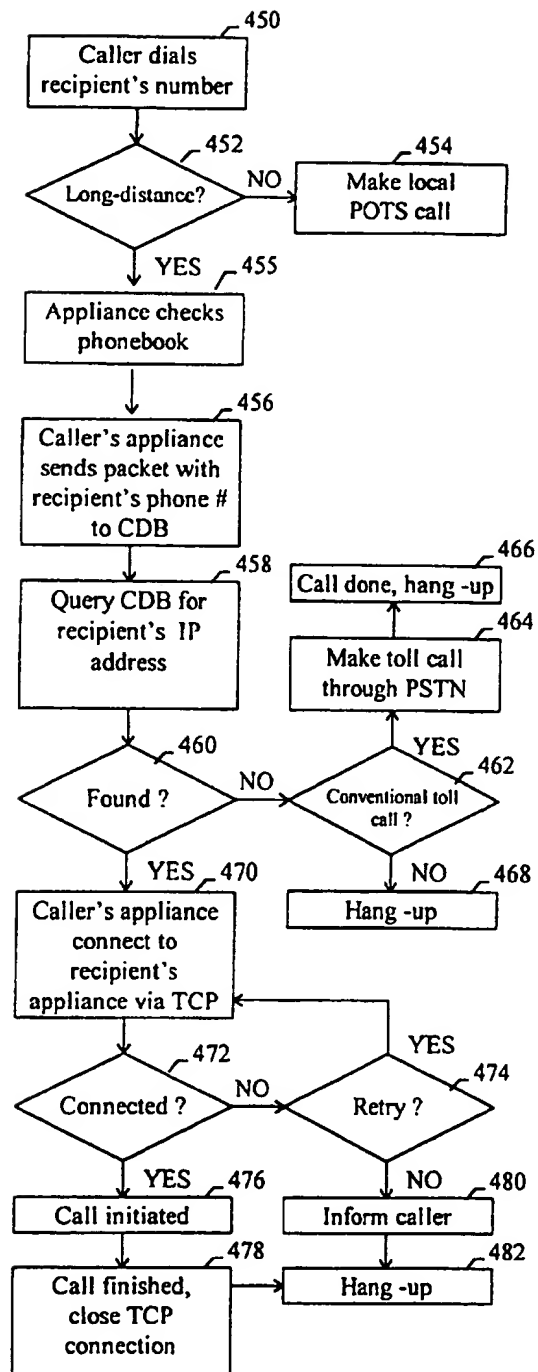 450
Caller dials
recipient's number
452
Long-distance?
NO
454
Make local
POTS call
YES
455
Appliance checks
phonebook
456
Caller's appliance
sends packet with
recipient's phone #
to CDB
458
Query CDB for
recipient's IP
address
466
Call done, hang -up
464
Make toll call
through PSTN
YES
460
Found ?
NO
462
Conventional toll
call ?
YES
470
NO
468
Hang -up
Caller's appliance
connect to
recipient's
appliance via TCP
YES
472
Connected ?
NO
474
Retry ?
YES
476
Call initiated
NO
480
Inform caller
478
Call finished,
close TCP
connection
482
Hang -up